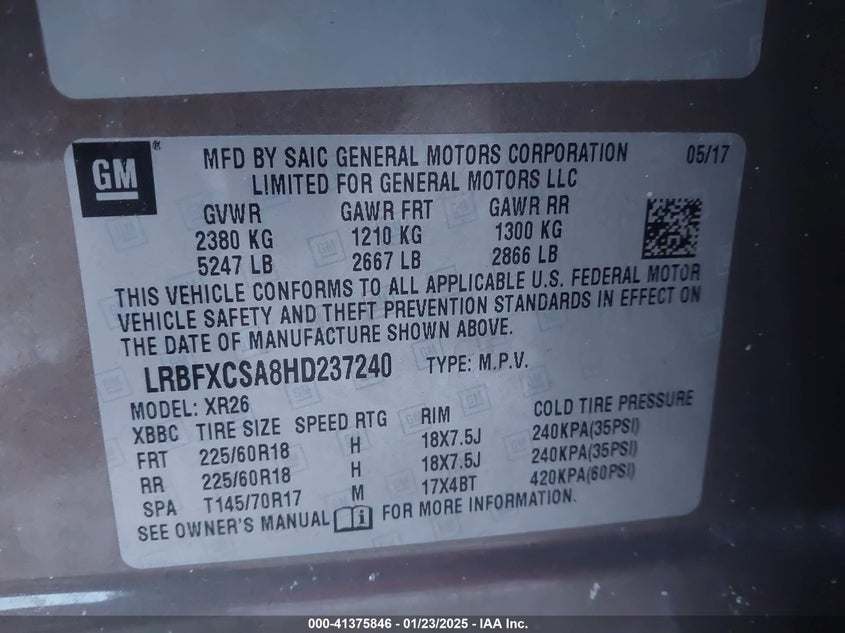 GM
MFD BY SAIC GENERAL MOTORS CORPORATION 05/17
LIMITED FOR GENERAL MOTORS LLC
GVWR GAWR FRT GAWR RR
2380 KG 1210 KG 1300 KG
5247 LB 2667 LB 2866 LB
THIS VEHICLE CONFORMS TO ALL APPLICABLE U.S. FEDERAL MOTOR
VEHICLE SAFETY AND THEFT PREVENTION STANDARDS IN EFFECT ON
THE DATE OF MANUFACTURE SHOWN ABOVE.
LRBFXCSA8HD237240 TYPE: M.P.V.
MODEL: XR26
XBBC TIRE SIZE SPEED RTG RIM COLD TIRE PRESSURE
FRT 225/60R18 H 18X7.5J 240KPA(35PSI)
RR 225/60R18 H 18X7.5J 240KPA(35PSI)
SPA T145/70R17 M 17X4BT 420KPA(60PSI)
SEE OWNER'S MANUAL FOR MORE INFORMATION.
000-41375846 — 01/23/2025 — IAA Inc.